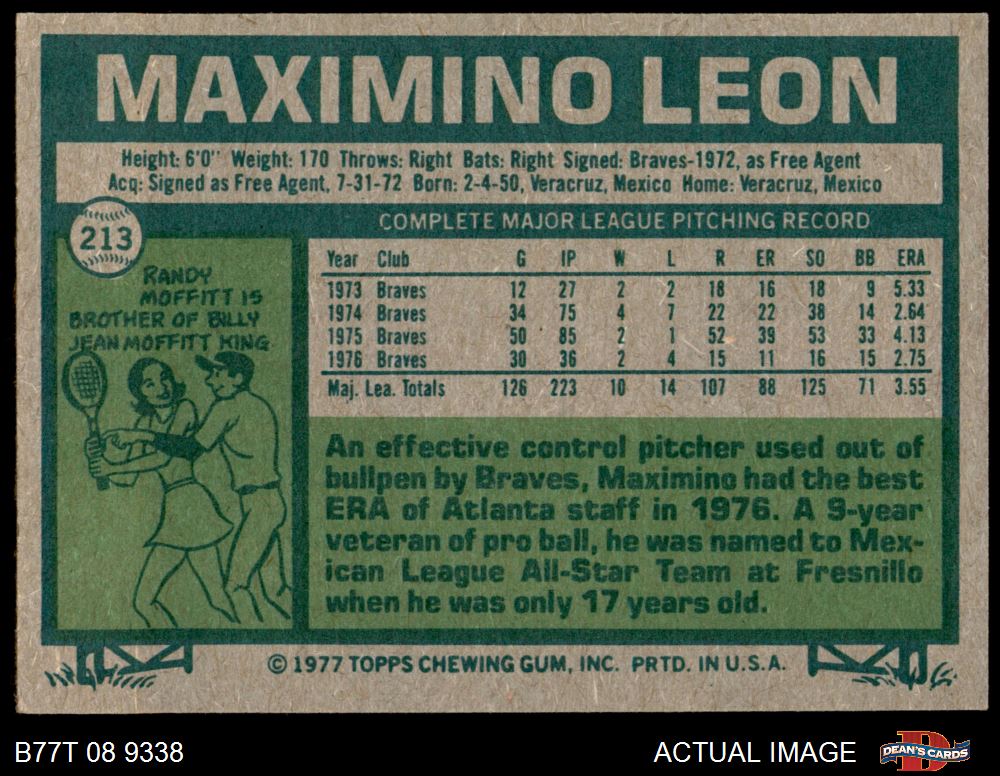 MAXIMINO LEON
Height: 6'0" Weight: 170 Throws: Right Bats: Right Signed: Braves-1972, as Free Agent
Acq: Signed as Free Agent, 7-31-72 Born: 2-4-50, Veracruz, Mexico Home: Veracruz, Mexico
213
RANDY
MOFFITT IS
BROTHER OF BILLY
JEAN MOFFITT KING
COMPLETE MAJOR LEAGUE PITCHING RECORD
Year Club G IP W L R ER SO BB ERA
1973 Braves 12 27 2 2 18 16 18 9 5.33
1974 Braves 34 75 4 7 22 22 38 14 2.64
1975 Braves 50 85 2 1 52 39 53 33 4.13
1976 Braves 30 36 2 4 15 11 16 15 2.75
Maj. Lea. Totals 126 223 10 14 107 88 125 71 3.55
An effective control pitcher used out of
bullpen by Braves, Maximino had the best
ERA of Atlanta staff in 1976. A 9-year
veteran of pro ball, he was named to Mex-
ican League All-Star Team at Fresnillo
when he was only 17 years old.
© 1977 TOPPS CHEWING GUM, INC. PRTD. IN U.S.A.
B77T 08 9338
ACTUAL IMAGE
D
DEAN'S CARDS